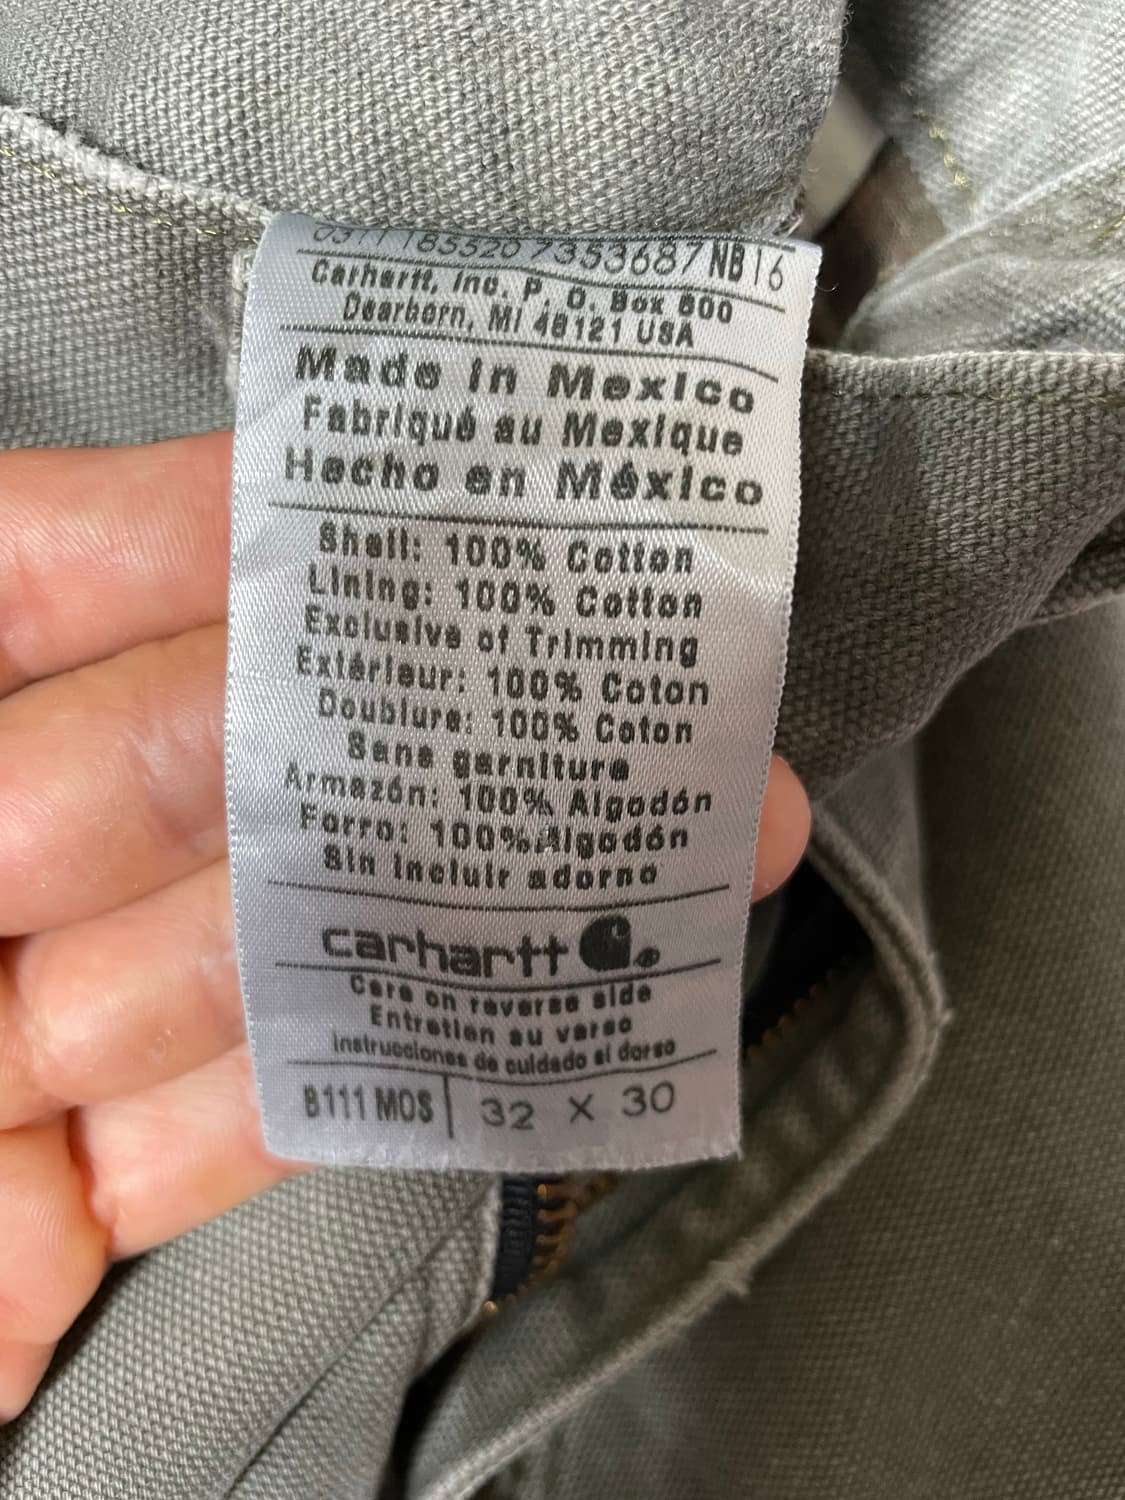 0311185520 7353687 NB 16
Carhartt, Inc. P. O. Box 600
Dearborn, MI 48121 USA
Made in Mexico
Fabriqué au Mexique
Hecho en México
Shell: 100% Cotton
Lining: 100% Cotton
Exclusive of Trimming
Extérieur: 100% Coton
Doublure: 100% Coton
Sans garniture
Armazón: 100% Algodón
Forro: 100% Algodón
Sin incluir adorno
carhartt ®
Care on reverse side
Entretien au verso
instrucciones de cuidado al dorso
B111 MOS | 32 X 30